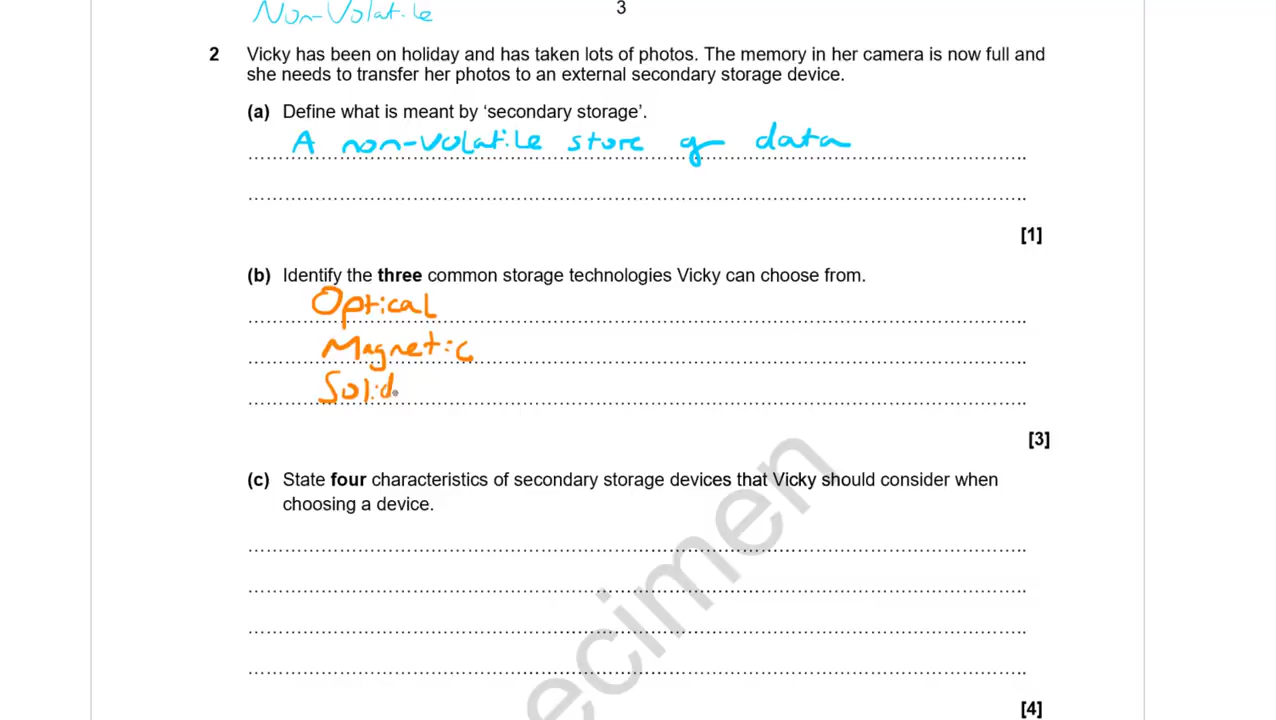 Non-Volatile
3
2 Vicky has been on holiday and has taken lots of photos. The memory in her camera is now full and
she needs to transfer her photos to an external secondary storage device.
(a) Define what is meant by ‘secondary storage’.
A non-volatile store of data
[1]
(b) Identify the three common storage technologies Vicky can choose from.
Optical
Magnetic
Solid
[3]
(c) State four characteristics of secondary storage devices that Vicky should consider when
choosing a device.
ecimen
[4]